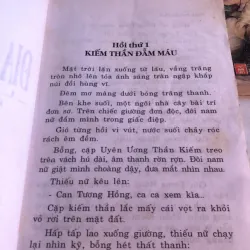 ĐỊA
Hồi thứ 1
KIẾM THẦN ĐẪM MÁU
Mặt trời lặn xuống từ lâu, vầng trăng
tròn nhô lên tỏa ánh sáng tràn ngập khắp
núi đồi hùng vĩ.
Đêm mơ màng dưới bóng trăng thanh.
Bên khe suối, một ngôi nhà cây bài trí đơn
sơ. Trên chiếc giường đơn độc, đôi nam
nữ đắm mình trong giấc điệp.
Gió từng hồi vi vút, nước suối chảy róc
rách êm đềm.
Bỗng, cặp Uyên Ương Thần Kiếm treo
trên vách hú dài, âm thanh rờn rợn. Đôi nam
nữ giật mình choàng dậy, đưa mắt nhìn nhau.
Thiếu nữ kêu lên:
- Can Tương Hồng, ca ca xem kìa...
Cặp kiếm thần lắc mấy cái vọt ra khỏi
vỏ rơi trên mặt đất.
Hấp tấp lao xuống giường, thiếu nữ chạy
lại nhìn kỹ, bỗng hét thất thanh: